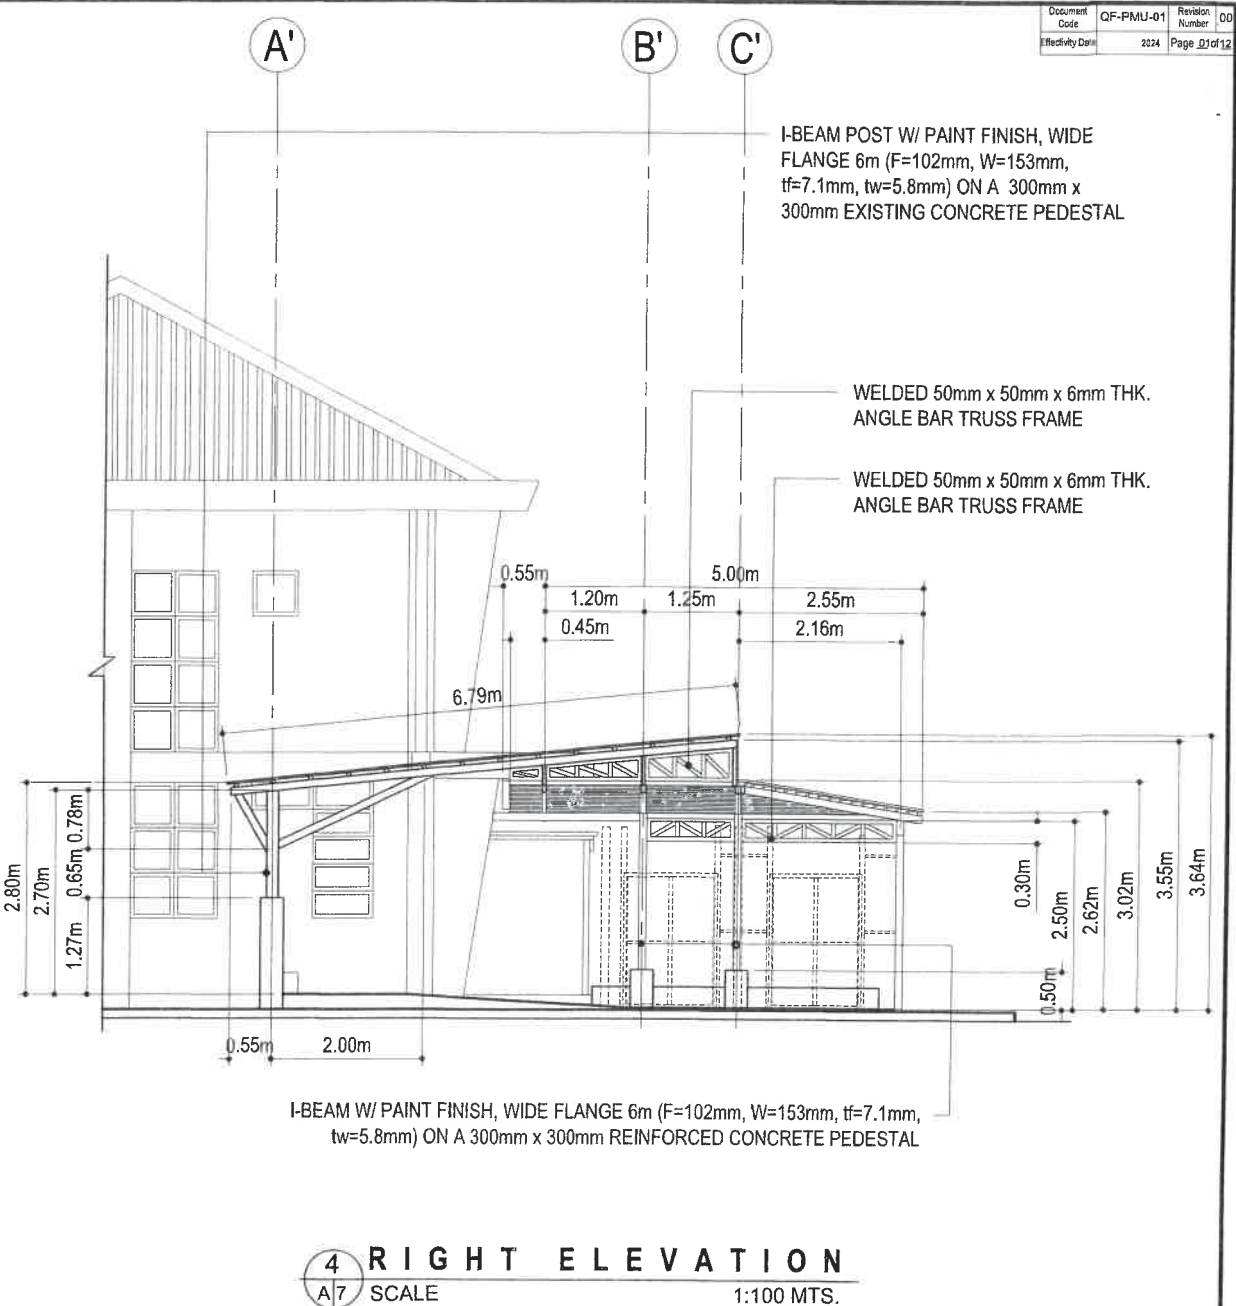 Document Code QF-PMU-01 Revision Number 00
Effectivity Date 2024 Page 01of12
A' B' C'
I-BEAM POST W/ PAINT FINISH, WIDE
FLANGE 6m (F=102mm, W=153mm,
tf=7.1mm, tw=5.8mm) ON A 300mm x
300mm EXISTING CONCRETE PEDESTAL
WELDED 50mm x 50mm x 6mm THK.
ANGLE BAR TRUSS FRAME
WELDED 50mm x 50mm x 6mm THK.
ANGLE BAR TRUSS FRAME
0.55m 5.00m
1.20m 1.25m 2.55m
0.45m 2.16m
6.79m
2.80m
2.70m
0.78m
0.65m
1.27m
0.30m
0.50m
2.50m
2.62m
3.02m
3.55m
3.64m
0.55m 2.00m
I-BEAM W/ PAINT FINISH, WIDE FLANGE 6m (F=102mm, W=153mm, tf=7.1mm,
tw=5.8mm) ON A 300mm x 300mm REINFORCED CONCRETE PEDESTAL
4 RIGHT ELEVATION
A 7 SCALE 1:100 MTS.